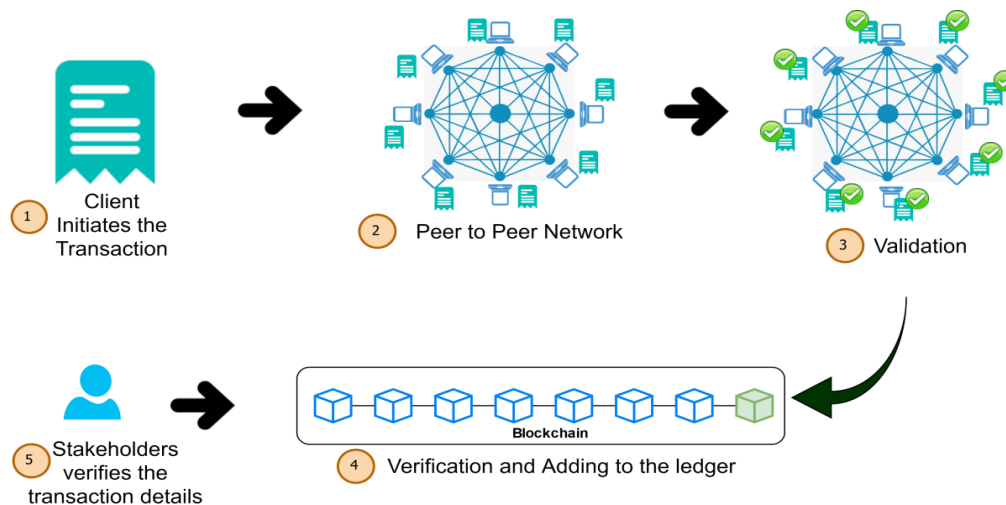 1
Client
Initiates the
Transaction
2
Peer to Peer Network
3
Validation
Blockchain
5
Stakeholders
verifies the
transaction details
4
Verification and Adding to the ledger